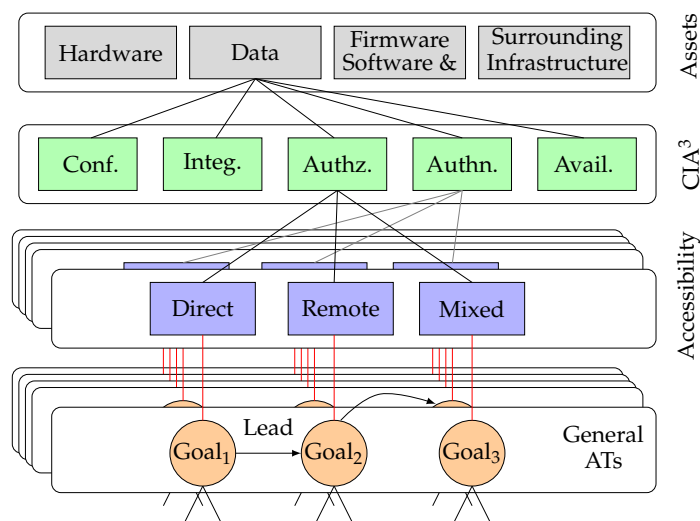 Hardware
Data
Firmware
Software &
Surrounding
Infrastructure
Assets
Conf.
Integ.
Authz.
Authn.
Avail.
CIA³
Direct
Remote
Mixed
Accessibility
Lead
Goal₁
Goal₂
Goal₃
General
ATs